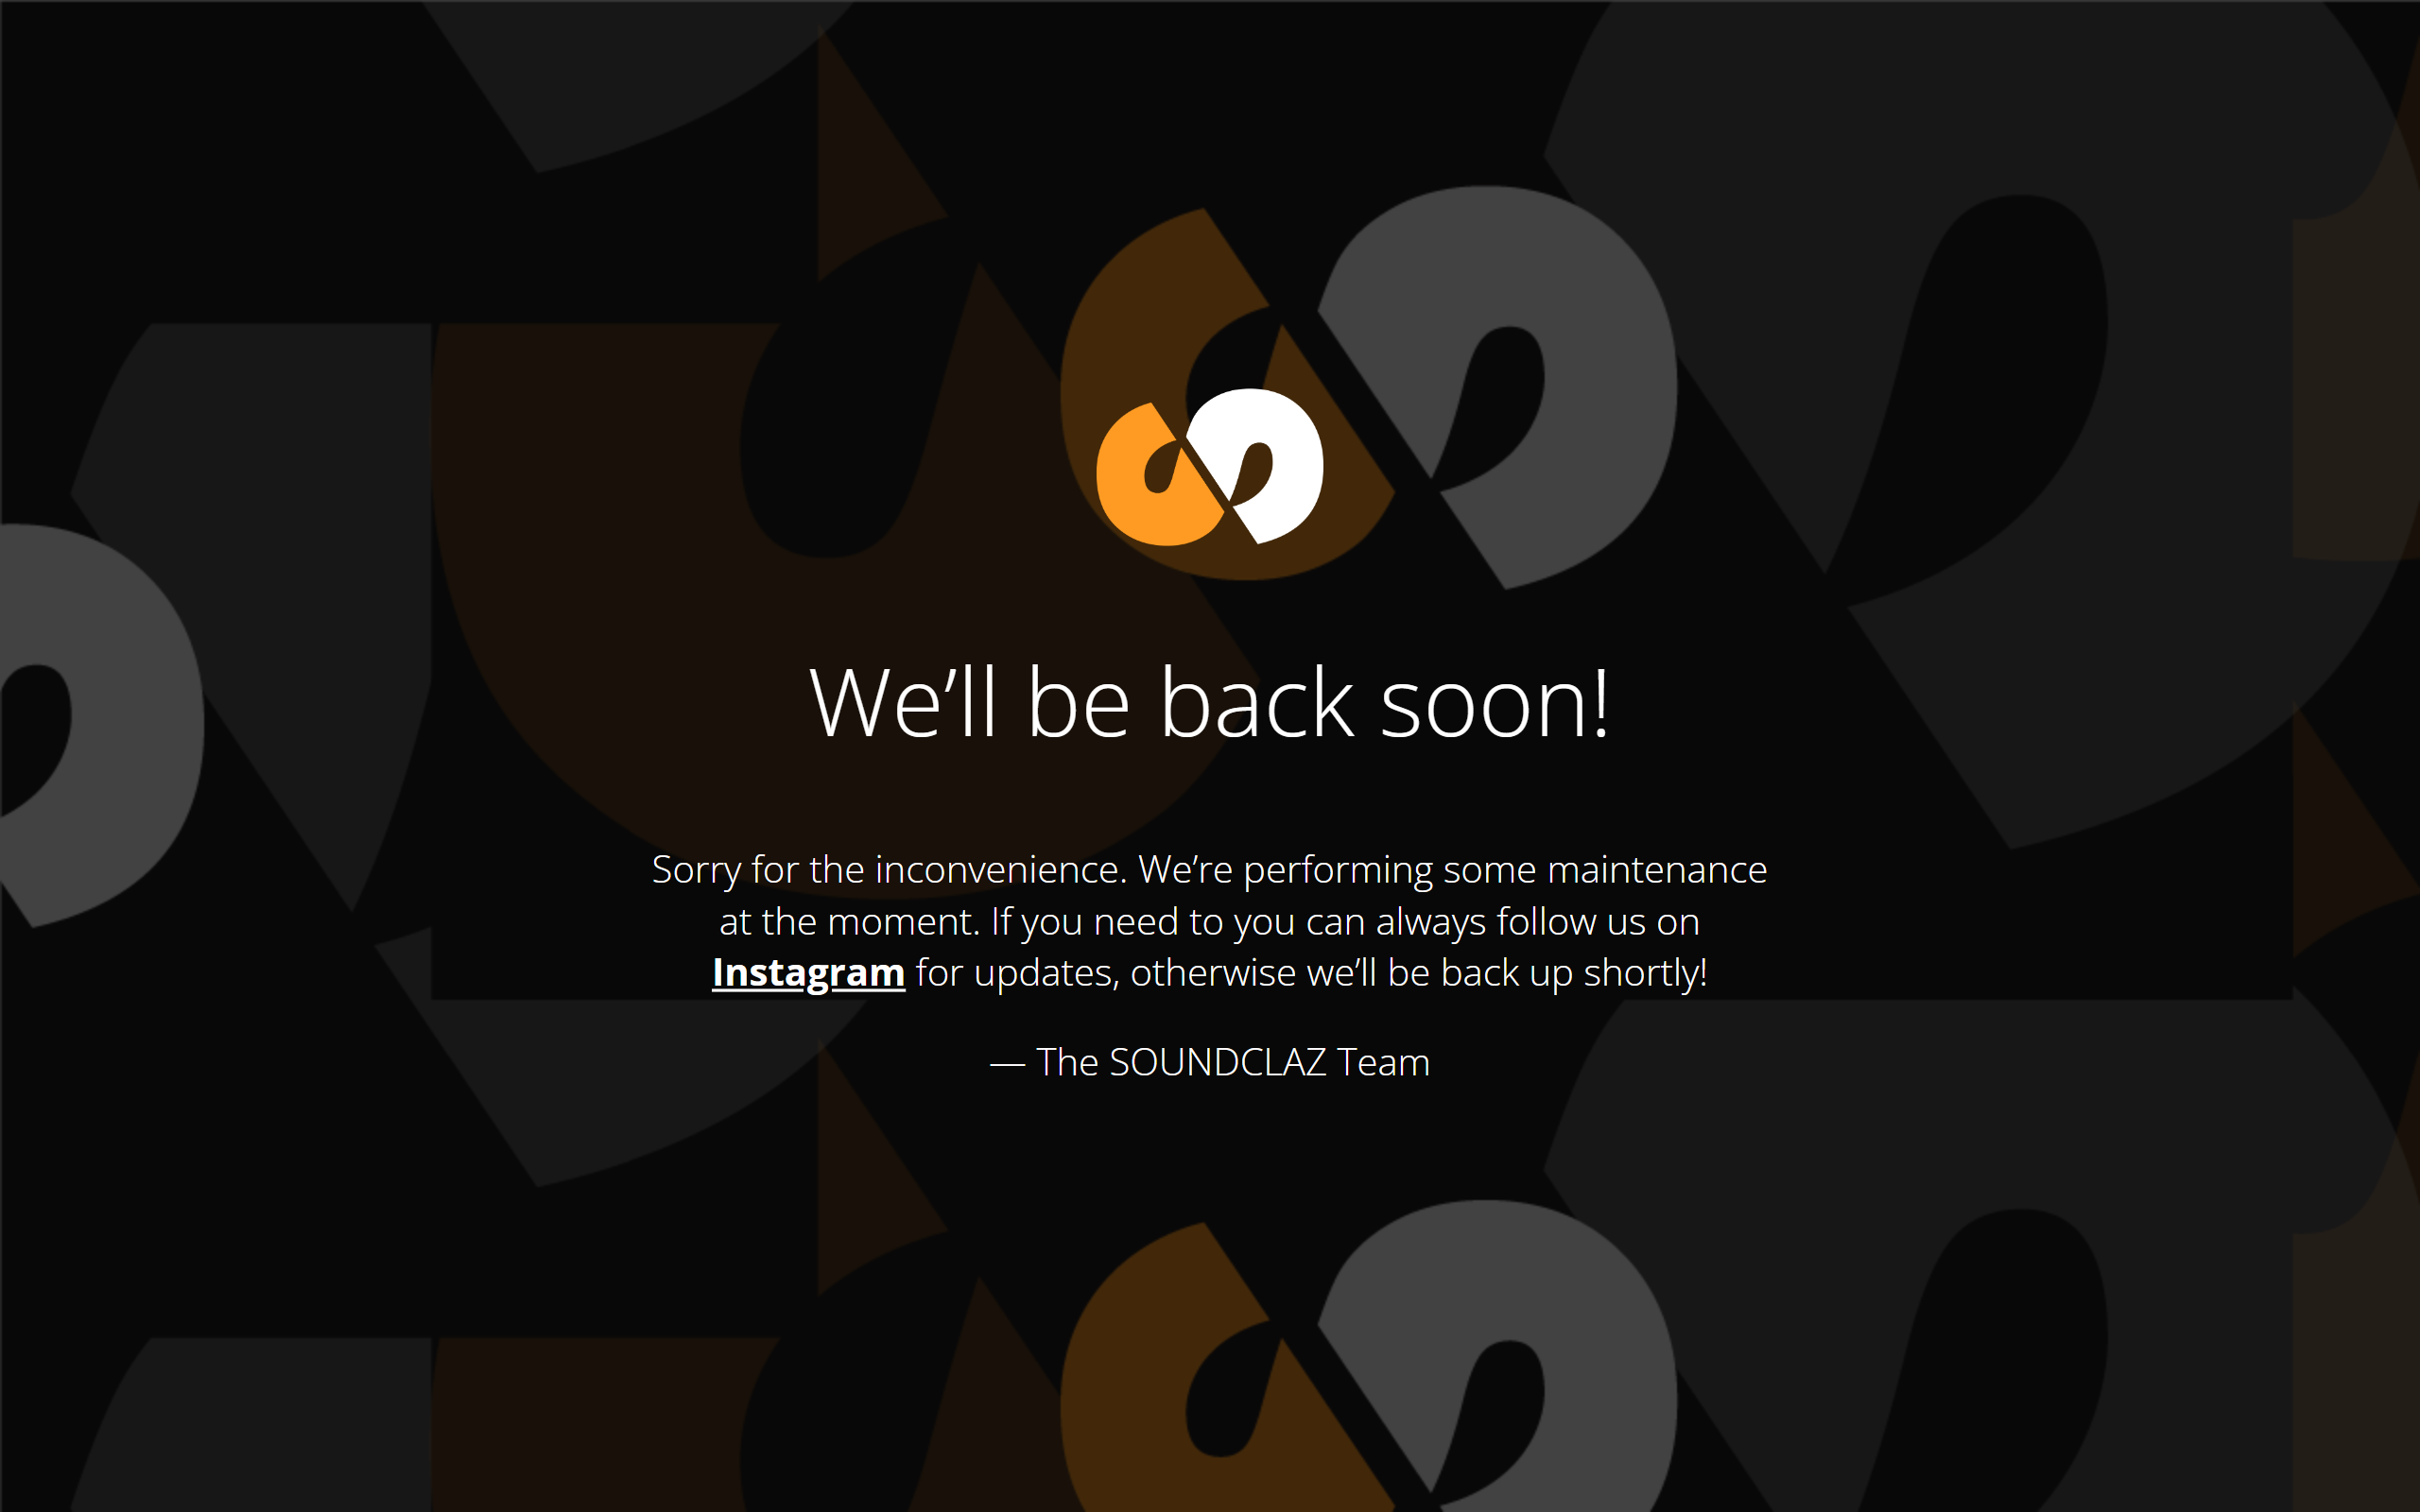 We’ll be back soon!
Sorry for the inconvenience. We’re performing some maintenance
at the moment. If you need to you can always follow us on
Instagram for updates, otherwise we’ll be back up shortly!
— The SOUNDCLAZ Team